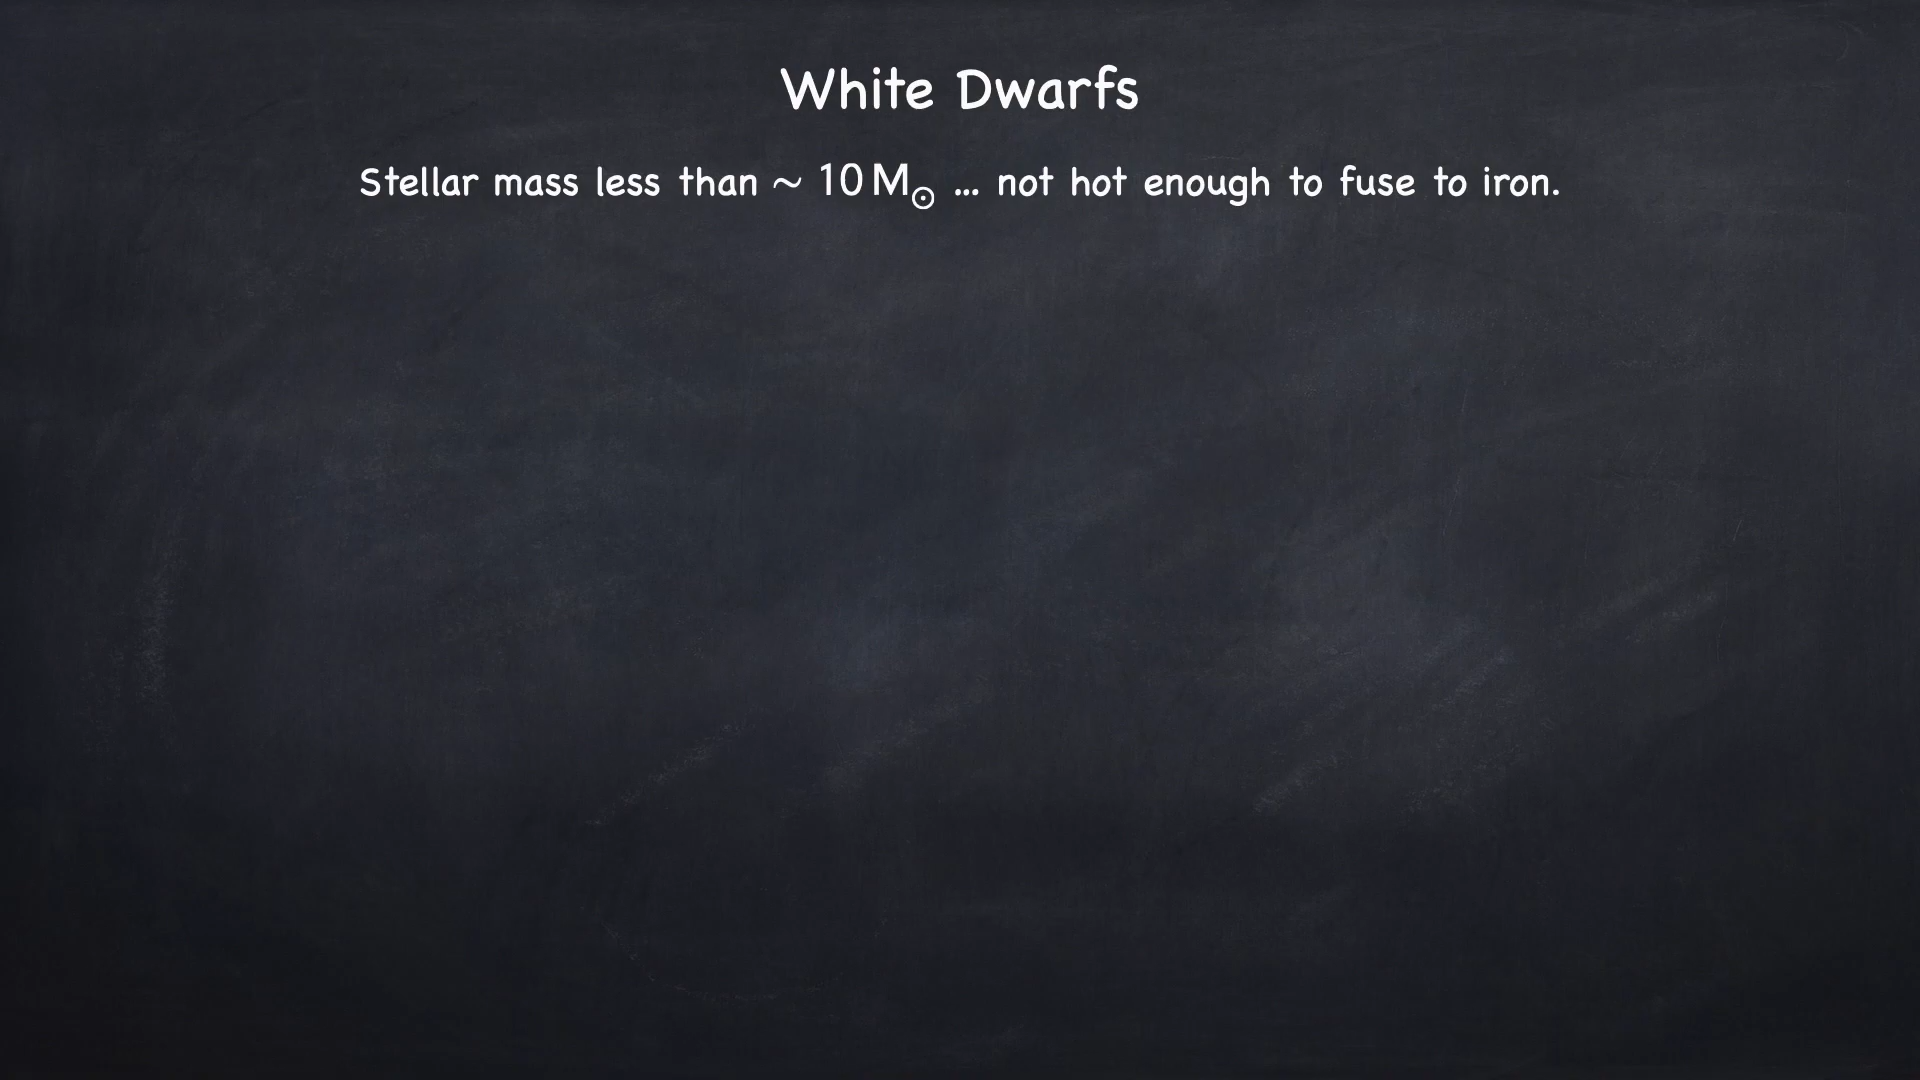 White Dwarfs
Stellar mass less than ~ 10 M☉ ... not hot enough to fuse to iron.